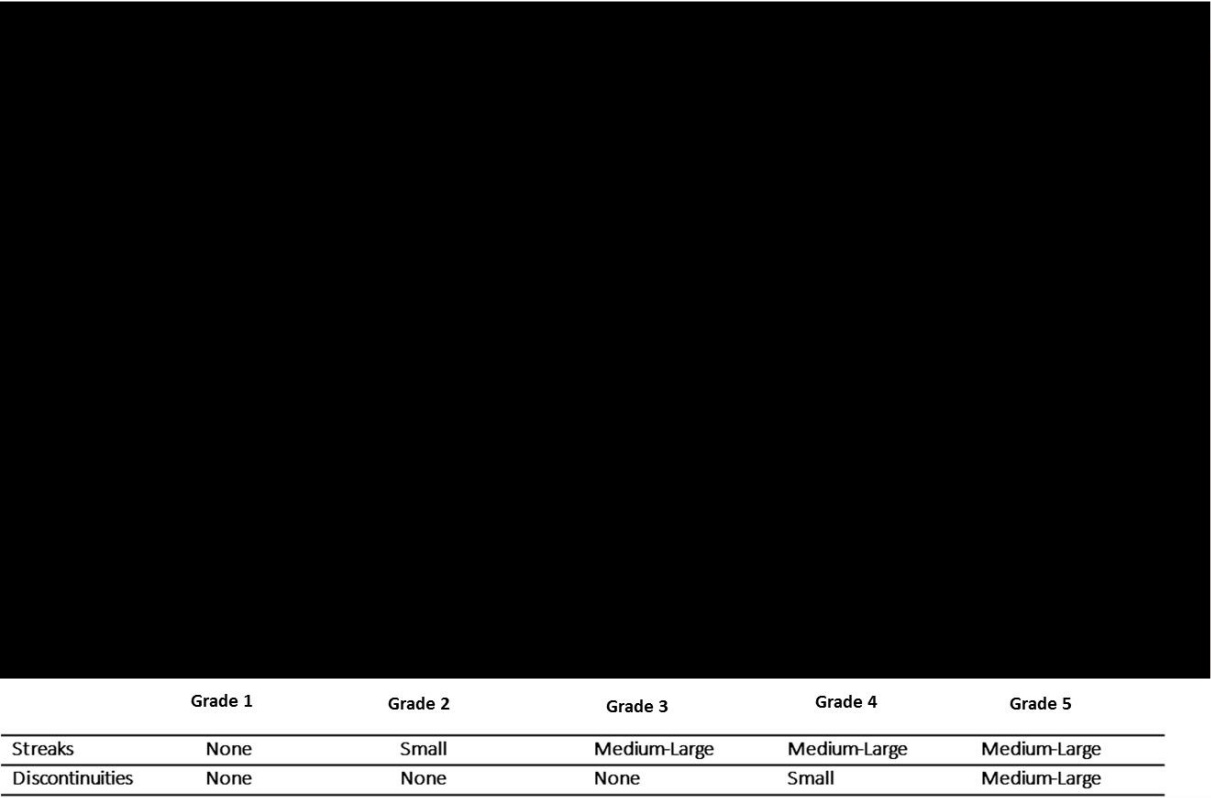 Grade 1 Grade 2 Grade 3 Grade 4 Grade 5
Streaks None Small Medium-Large Medium-Large Medium-Large
Discontinuities None None None Small Medium-Large